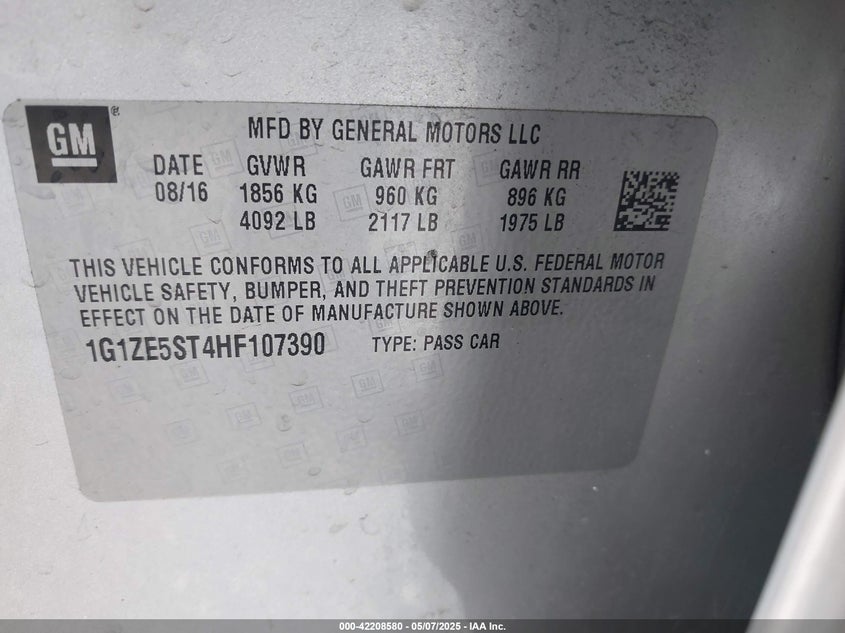 GM ®
MFD BY GENERAL MOTORS LLC
DATE GVWR GAWR FRT GAWR RR
08/16 1856 KG 960 KG 896 KG
4092 LB 2117 LB 1975 LB
THIS VEHICLE CONFORMS TO ALL APPLICABLE U.S. FEDERAL MOTOR
VEHICLE SAFETY, BUMPER, AND THEFT PREVENTION STANDARDS IN
EFFECT ON THE DATE OF MANUFACTURE SHOWN ABOVE.
1G1ZE5ST4HF107390 TYPE: PASS CAR
000-42208580 - 05/07/2025 - IAA Inc.